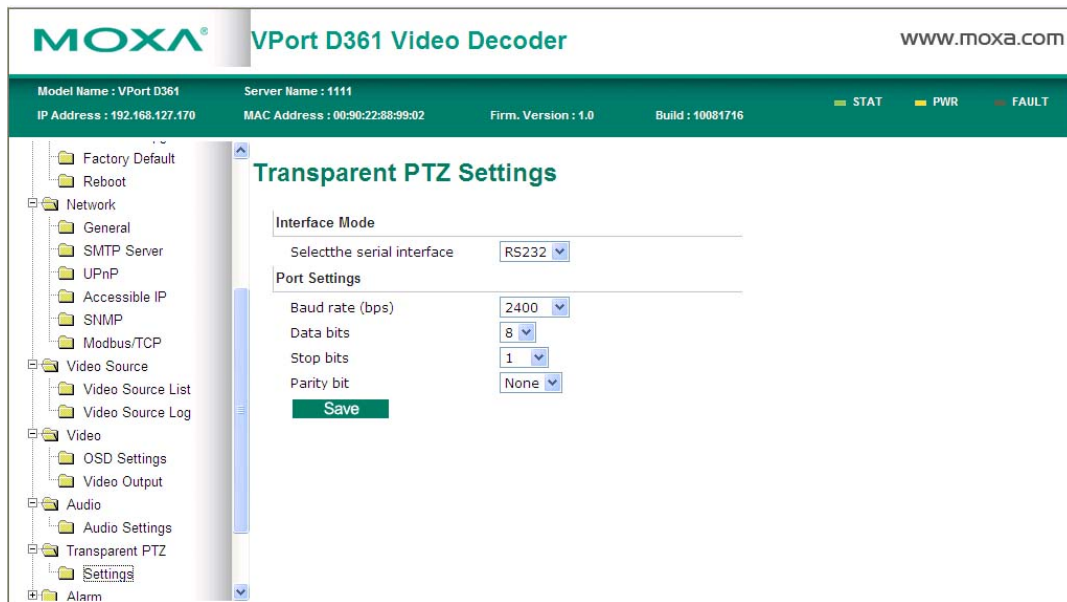 MOXA®
VPort D361 Video Decoder
www.moxa.com
Model Name : VPort D361
Server Name : 1111
STAT
PWR
FAULT
IP Address : 192.168.127.170
MAC Address : 00:90:22:88:99:02
Firm. Version : 1.0
Build : 10081716
Factory Default
Reboot
Network
General
SMTP Server
UPnP
Accessible IP
SNMP
Modbus/TCP
Video Source
Video Source List
Video Source Log
Video
OSD Settings
Video Output
Audio
Audio Settings
Transparent PTZ
Settings
Alarm
Transparent PTZ Settings
Interface Mode
Selectthe serial interface RS232
Port Settings
Baud rate (bps) 2400
Data bits 8
Stop bits 1
Parity bit None
Save